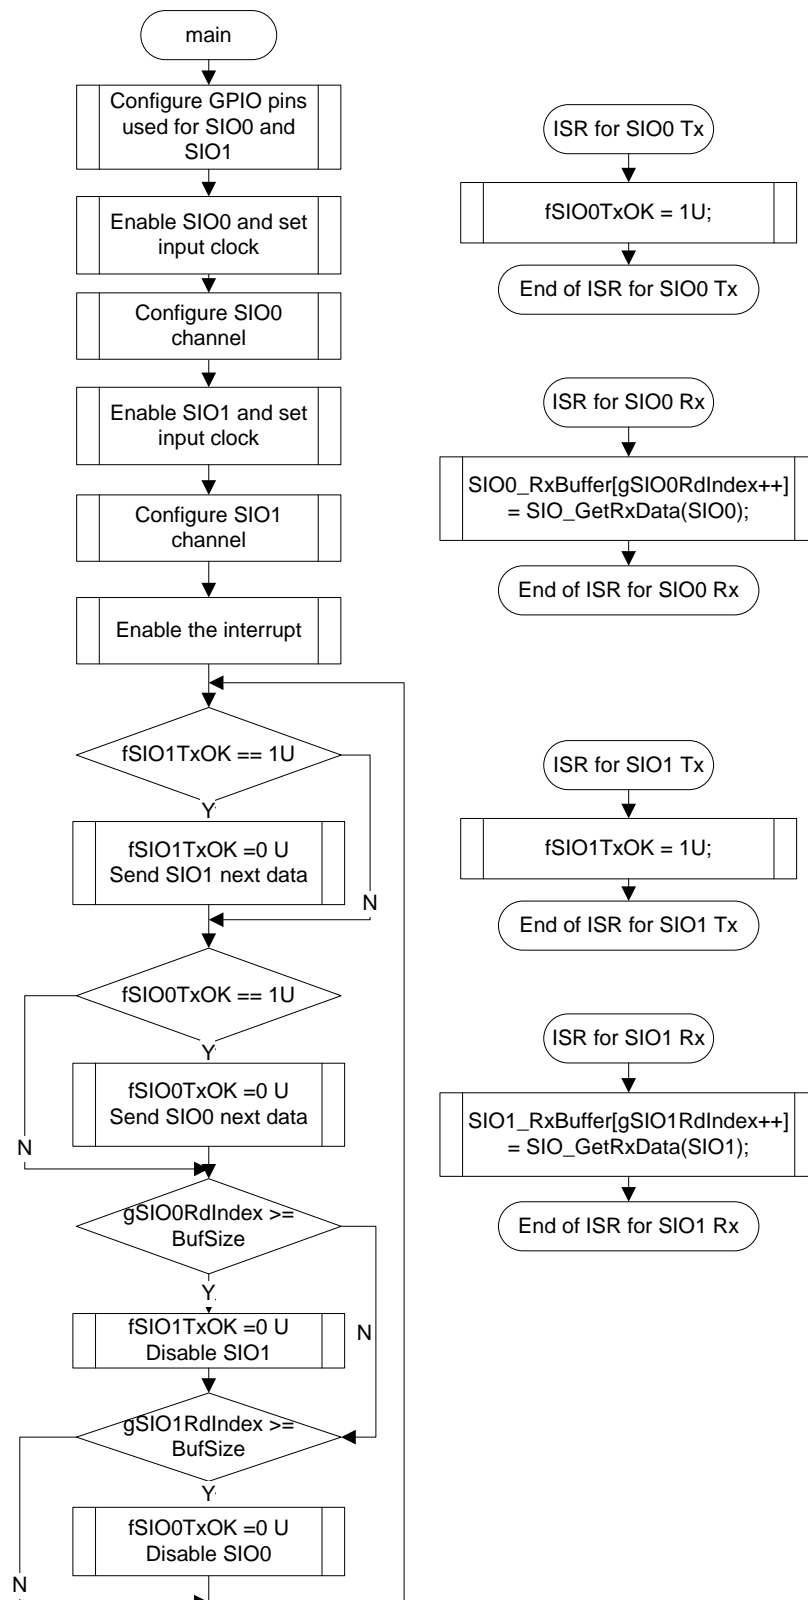 main
Configure GPIO pins
used for SIO0 and
SIO1
Enable SIO0 and set
input clock
Configure SIO0
channel
Enable SIO1 and set
input clock
Configure SIO1
channel
Enable the interrupt
fSIO1TxOK == 1U
Y
fSIO1TxOK =0 U
Send SIO1 next data
N
fSIO0TxOK == 1U
Y
fSIO0TxOK =0 U
Send SIO0 next data
N
gSIO0RdIndex >=
BufSize
Y
fSIO1TxOK =0 U
Disable SIO1
N
gSIO1RdIndex >=
BufSize
Y
fSIO0TxOK =0 U
Disable SIO0
N
ISR for SIO0 Tx
fSIO0TxOK = 1U;
End of ISR for SIO0 Tx
ISR for SIO0 Rx
SIO0_RxBuffer[gSIO0RdIndex++]
= SIO_GetRxData(SIO0);
End of ISR for SIO0 Rx
ISR for SIO1 Tx
fSIO1TxOK = 1U;
End of ISR for SIO1 Tx
ISR for SIO1 Rx
SIO1_RxBuffer[gSIO1RdIndex++]
= SIO_GetRxData(SIO1);
End of ISR for SIO1 Rx